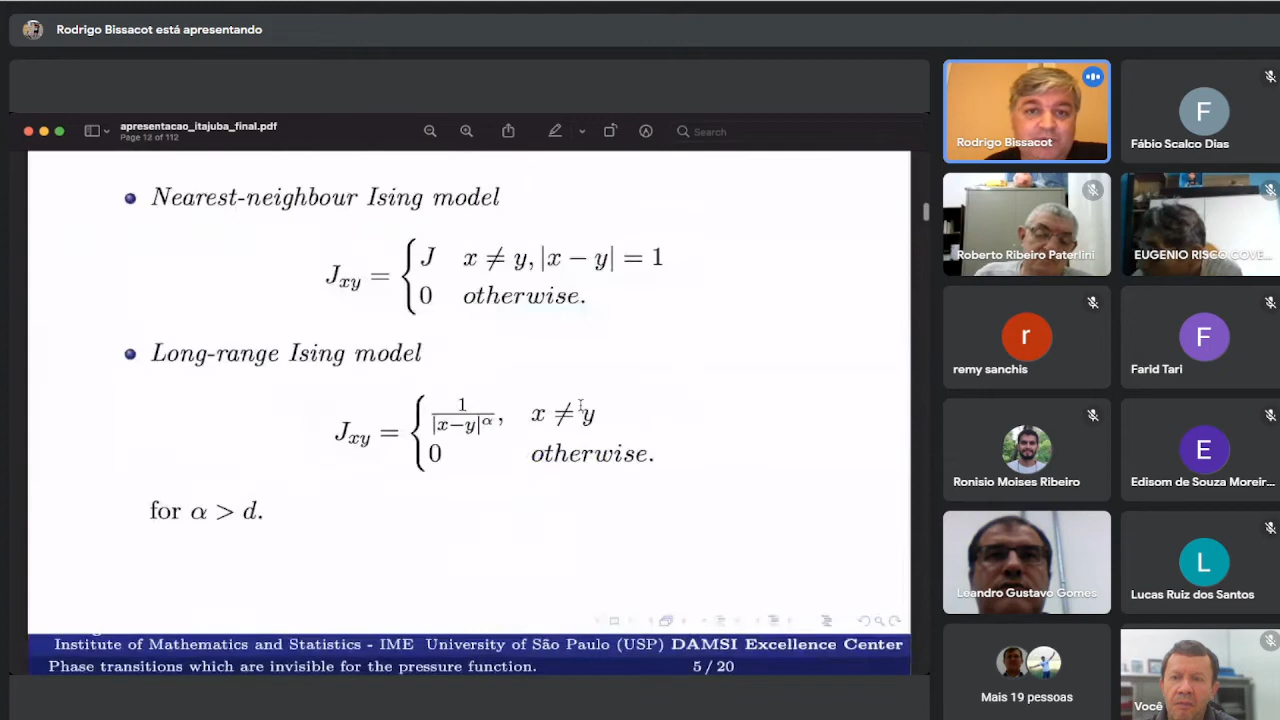 Rodrigo Bissacot está apresentando
apresentacao_itajuba_final.pdf
Page 12 of 112
Search
Nearest-neighbour Ising model
J_{xy} = { J x ≠ y, |x − y| = 1
0 otherwise.
Long-range Ising model
J_{xy} = { 1/|x−y|^α, x ≠ y
0 otherwise.
for α > d.
Institute of Mathematics and Statistics - IME University of São Paulo (USP) DAMSI Excellence Center
Phase transitions which are invisible for the pressure function. 5 / 20
Rodrigo Bissacot
F
Fábio Scalco Dias
Roberto Ribeiro Paterlini
EUGENIO RISCO GOVE...
r
remy sanchis
F
Farid Tari
Ronisio Moises Ribeiro
E
Edisom de Souza Moreir...
Leandro Gustavo Gomes
L
Lucas Ruiz dos Santos
Mais 19 pessoas
Você